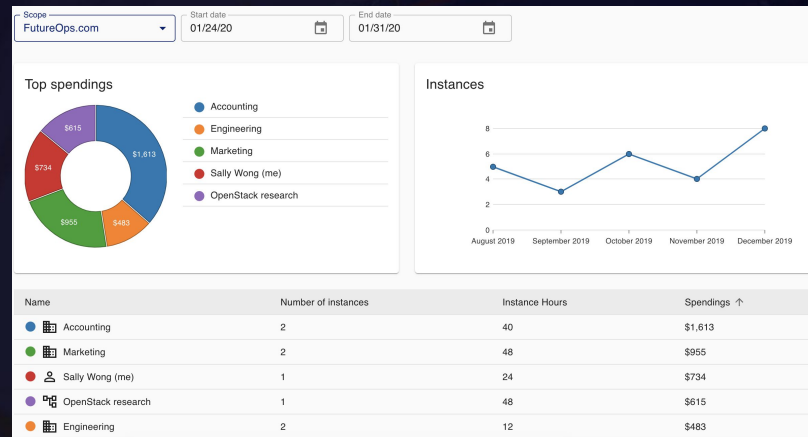 Scope
FutureOps.com
Start date
01/24/20
End date
01/31/20
Top spendings
$615
$1,613
$734
$955
$483
Accounting
Engineering
Marketing
Sally Wong (me)
OpenStack research
Instances
8
6
4
2
0
August 2019 September 2019 October 2019 November 2019 December 2019
Name Number of instances Instance Hours Spendings ↑
Accounting 2 40 $1,613
Marketing 2 48 $955
Sally Wong (me) 1 24 $734
OpenStack research 1 48 $615
Engineering 2 12 $483